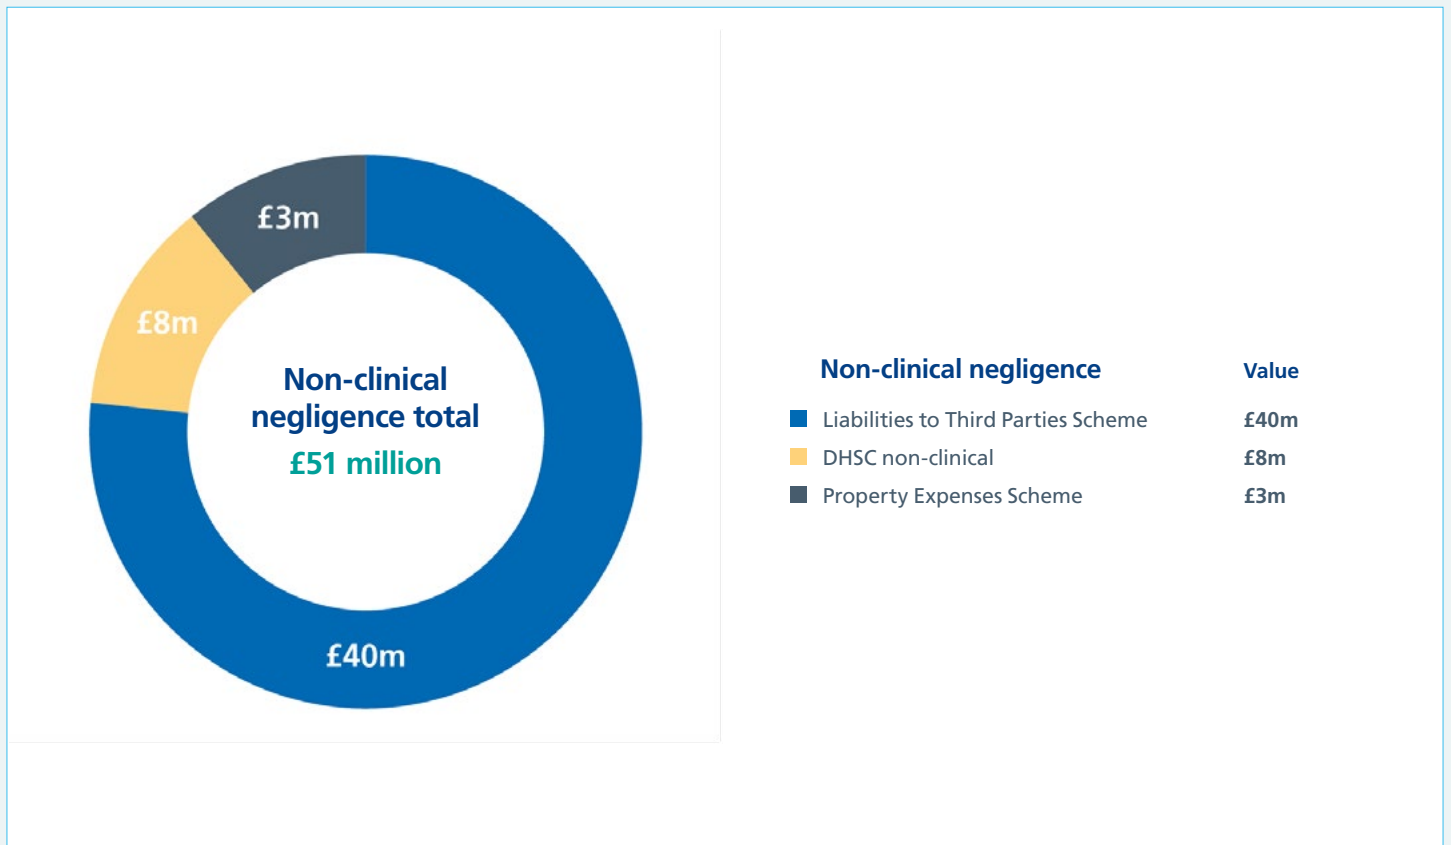 £3m
£8m
Non-clinical
negligence total
£51 million
£40m
Non-clinical negligence Value
Liabilities to Third Parties Scheme £40m
DHSC non-clinical £8m
Property Expenses Scheme £3m